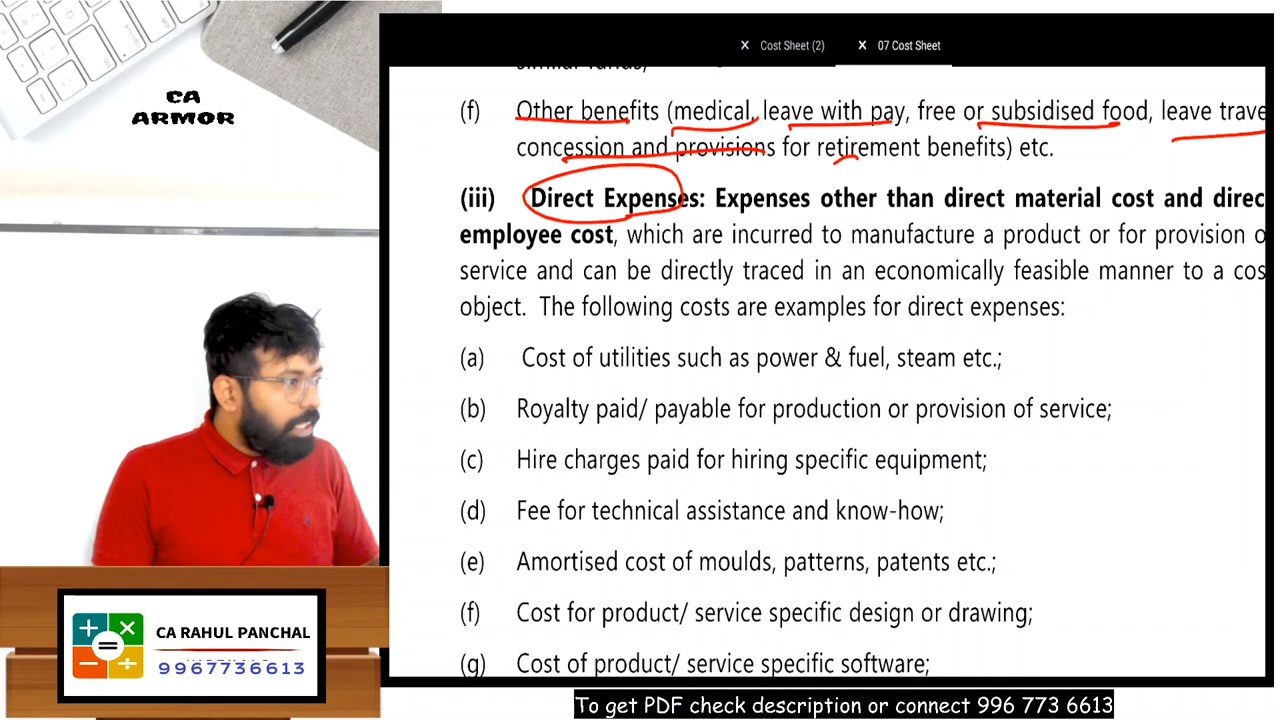 CA
ARMOR
Cost Sheet (2)
07 Cost Sheet
similar funds;
(f) Other benefits (medical, leave with pay, free or subsidised food, leave trave
concession and provisions for retirement benefits) etc.
(iii) Direct Expenses: Expenses other than direct material cost and direc
employee cost, which are incurred to manufacture a product or for provision o
service and can be directly traced in an economically feasible manner to a cos
object. The following costs are examples for direct expenses:
(a) Cost of utilities such as power & fuel, steam etc.;
(b) Royalty paid/ payable for production or provision of service;
(c) Hire charges paid for hiring specific equipment;
(d) Fee for technical assistance and know-how;
(e) Amortised cost of moulds, patterns, patents etc.;
(f) Cost for product/ service specific design or drawing;
(g) Cost of product/ service specific software;
CA RAHUL PANCHAL
9967736613
To get PDF check description or connect 996 773 6613